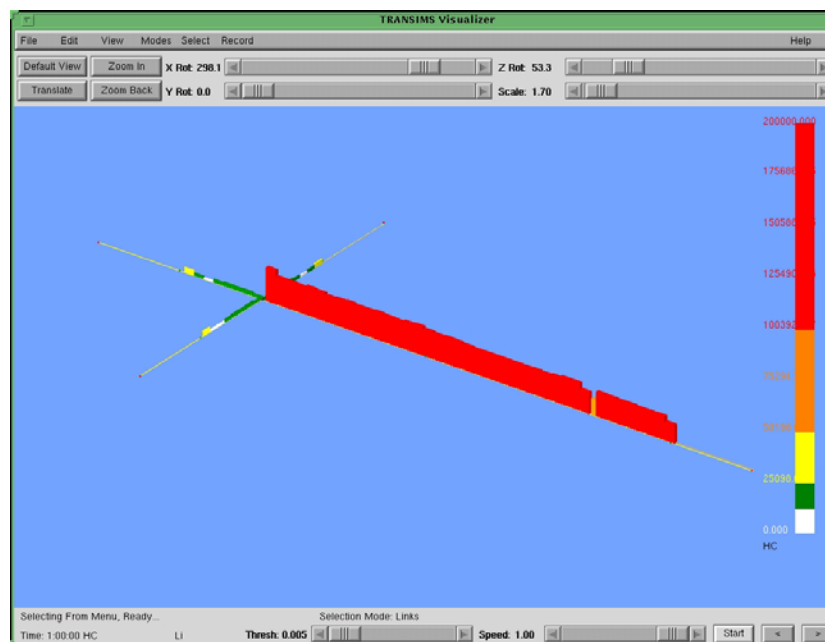 TRANSIMS Visualizer
File Edit View Modes Select Record Help
Default View Zoom In X Rot: 298.1 Z Rot: 53.3
Translate Zoom Back Y Rot: 0.0 Scale: 1.70
200000.000
0.000
HC
Selecting From Menu, Ready... Selection Mode: Links
Time: 1:00:00 HC Li Thresh: 0.005 Speed: 1.00 Start < >